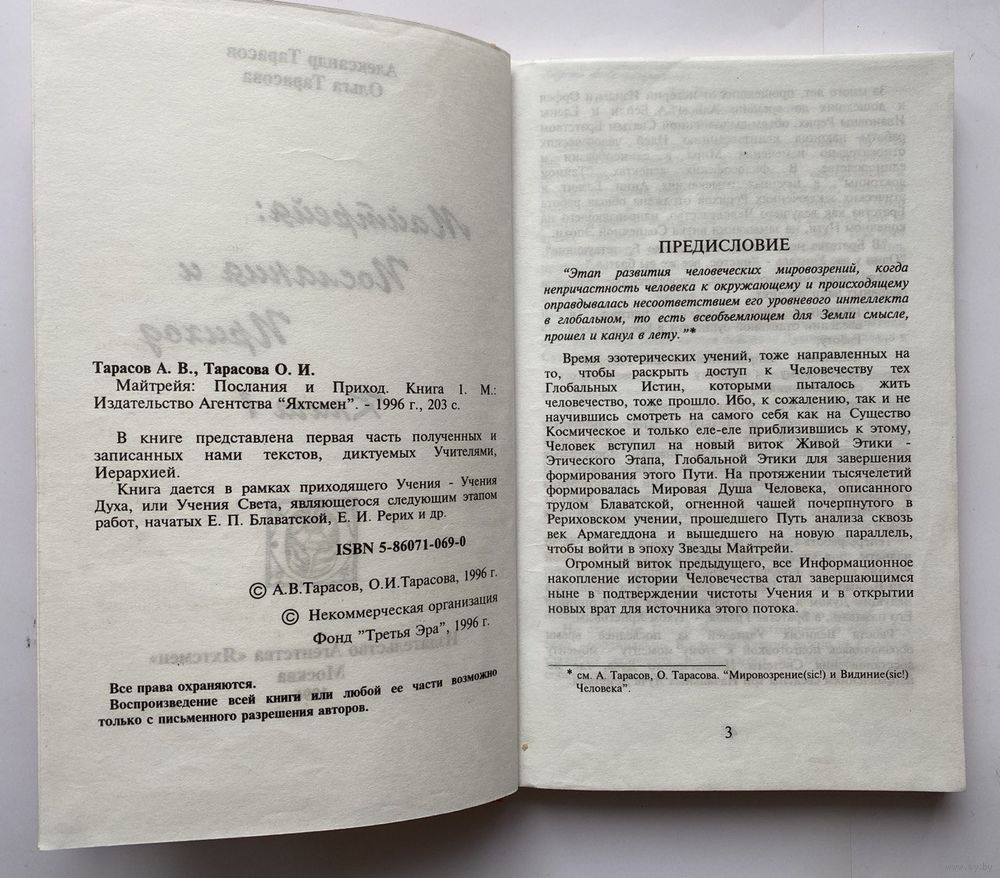 Тарасов А. В., Тарасова О. И.
Майтрейя: Послания и Приход. Книга 1. М.:
Издательство Агентства “Яхтсмен”. - 1996 г., 203 с.
В книге представлена первая часть полученных и
записанных нами текстов, диктуемых Учителями,
Иерархией.
Книга дается в рамках приходящего Учения - Учения
Духа, или Учения Света, являющегося следующим этапом
работ, начатых Е. П. Блаватской, Е. И. Рерих и др.
ISBN 5-86071-069-0
© А.В.Тарасов, О.И.Тарасова, 1996 г.
© Некоммерческая организация
Фонд "Третья Эра", 1996 г.
Все права охраняются.
Воспроизведение всей книги или любой ее части возможно
только с письменного разрешения авторов.
ПРЕДИСЛОВИЕ
“Этап развития человеческих мировозрений, когда
непричастность человека к окружающему и происходящему
оправдывалась несоответствием его уровневого интеллекта
в глобальном, то есть всеобъемлющем для Земли смысле,
прошел и канул в лету.”*
Время эзотерических учений, тоже направленных на
то, чтобы раскрыть доступ к Человечеству тех
Глобальных Истин, которыми пыталось жить
человечество, тоже прошло. Ибо, к сожалению, так и не
научившись смотреть на самого себя как на Существо
Космическое и только еле-еле приблизившись к этому,
Человек вступил на новый виток Живой Этики -
Этического Этапа, Глобальной Этики для завершения
формирования этого Пути. На протяжении тысячелетий
формировалась Мировая Душа Человека, описанного
трудом Блаватской, огненной чашей почерпнутого в
Рериховском учении, прошедшего Путь анализа сквозь
век Армагеддона и вышедшего на новую параллель,
чтобы войти в эпоху Звезды Майтрейи.
Огромный виток предыдущего, все Информационное
накопление истории Человечества стал завершающимся
ныне в подтверждении чистоты Учения и в открытии
новых врат для источника этого потока.
* см. А. Тарасов, О. Тарасова. “Мировозрение(sic!) и Видиние(sic!)
Человека”.
3